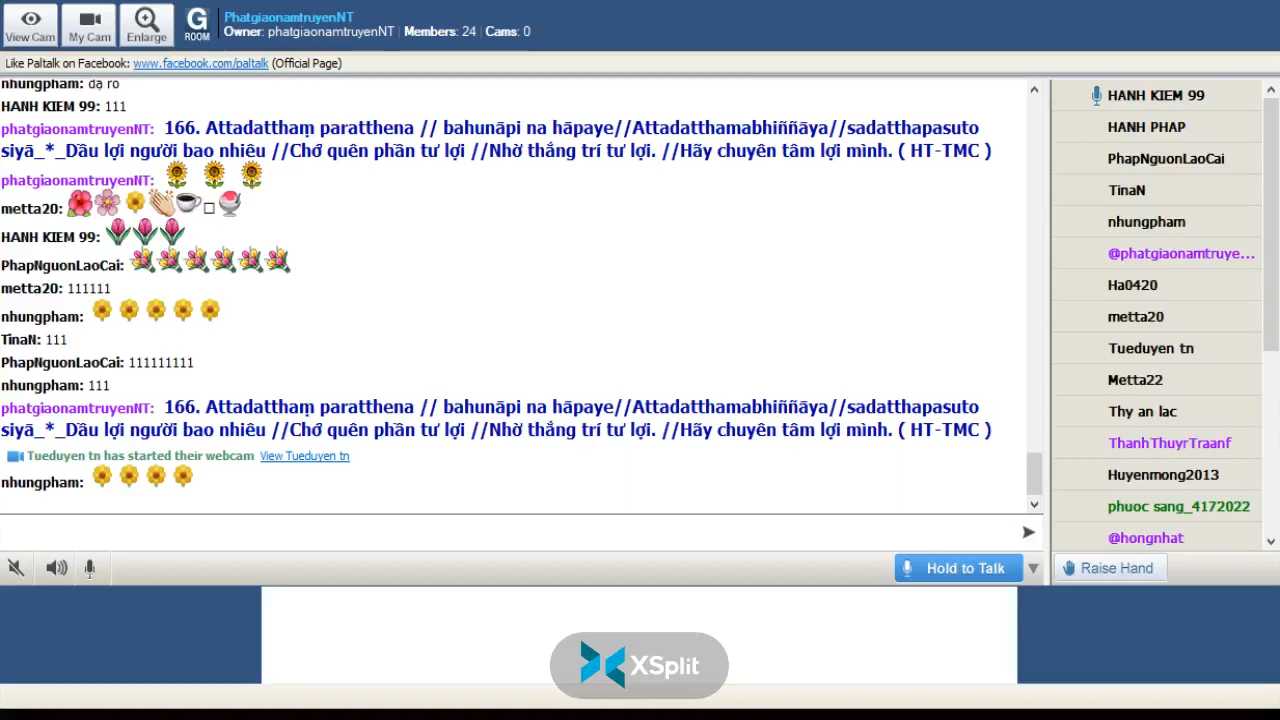 View Cam
My Cam
Enlarge
G
ROOM
PhatgiaonamtruyenNT
Owner: phatgiaonamtruyenNT | Members: 24 | Cams: 0
Like Paltalk on Facebook: www.facebook.com/paltalk (Official Page)
nhungpham: dạ ro
HANH KIEM 99: 111
phatgiaonamtruyenNT: 166. Attadatthaṃ paratthena // bahunāpi na hāpaye//Attadatthamabhiññāya//sadatthapasuto
siyā_*_Dầu lợi người bao nhiêu //Chớ quên phần tư lợi //Nhờ thắng trí tư lợi. //Hãy chuyên tâm lợi mình. ( HT-TMC )
phatgiaonamtruyenNT:
metta20:
HANH KIEM 99:
PhapNguonLaoCai:
metta20: 111111
nhungpham:
TinaN: 111
PhapNguonLaoCai: 111111111
nhungpham: 111
phatgiaonamtruyenNT: 166. Attadatthaṃ paratthena // bahunāpi na hāpaye//Attadatthamabhiññāya//sadatthapasuto
siyā_*_Dầu lợi người bao nhiêu //Chớ quên phần tư lợi //Nhờ thắng trí tư lợi. //Hãy chuyên tâm lợi mình. ( HT-TMC )
Tueduyen tn has started their webcam View Tueduyen tn
nhungpham:
HANH KIEM 99
HANH PHAP
PhapNguonLaoCai
TinaN
nhungpham
@phatgiaonamtruye...
Ha0420
metta20
Tueduyen tn
Metta22
Thy an lac
ThanhThuyrTraanf
Huyenmong2013
phuoc sang_4172022
@hongnhat
Hold to Talk
Raise Hand
XSplit